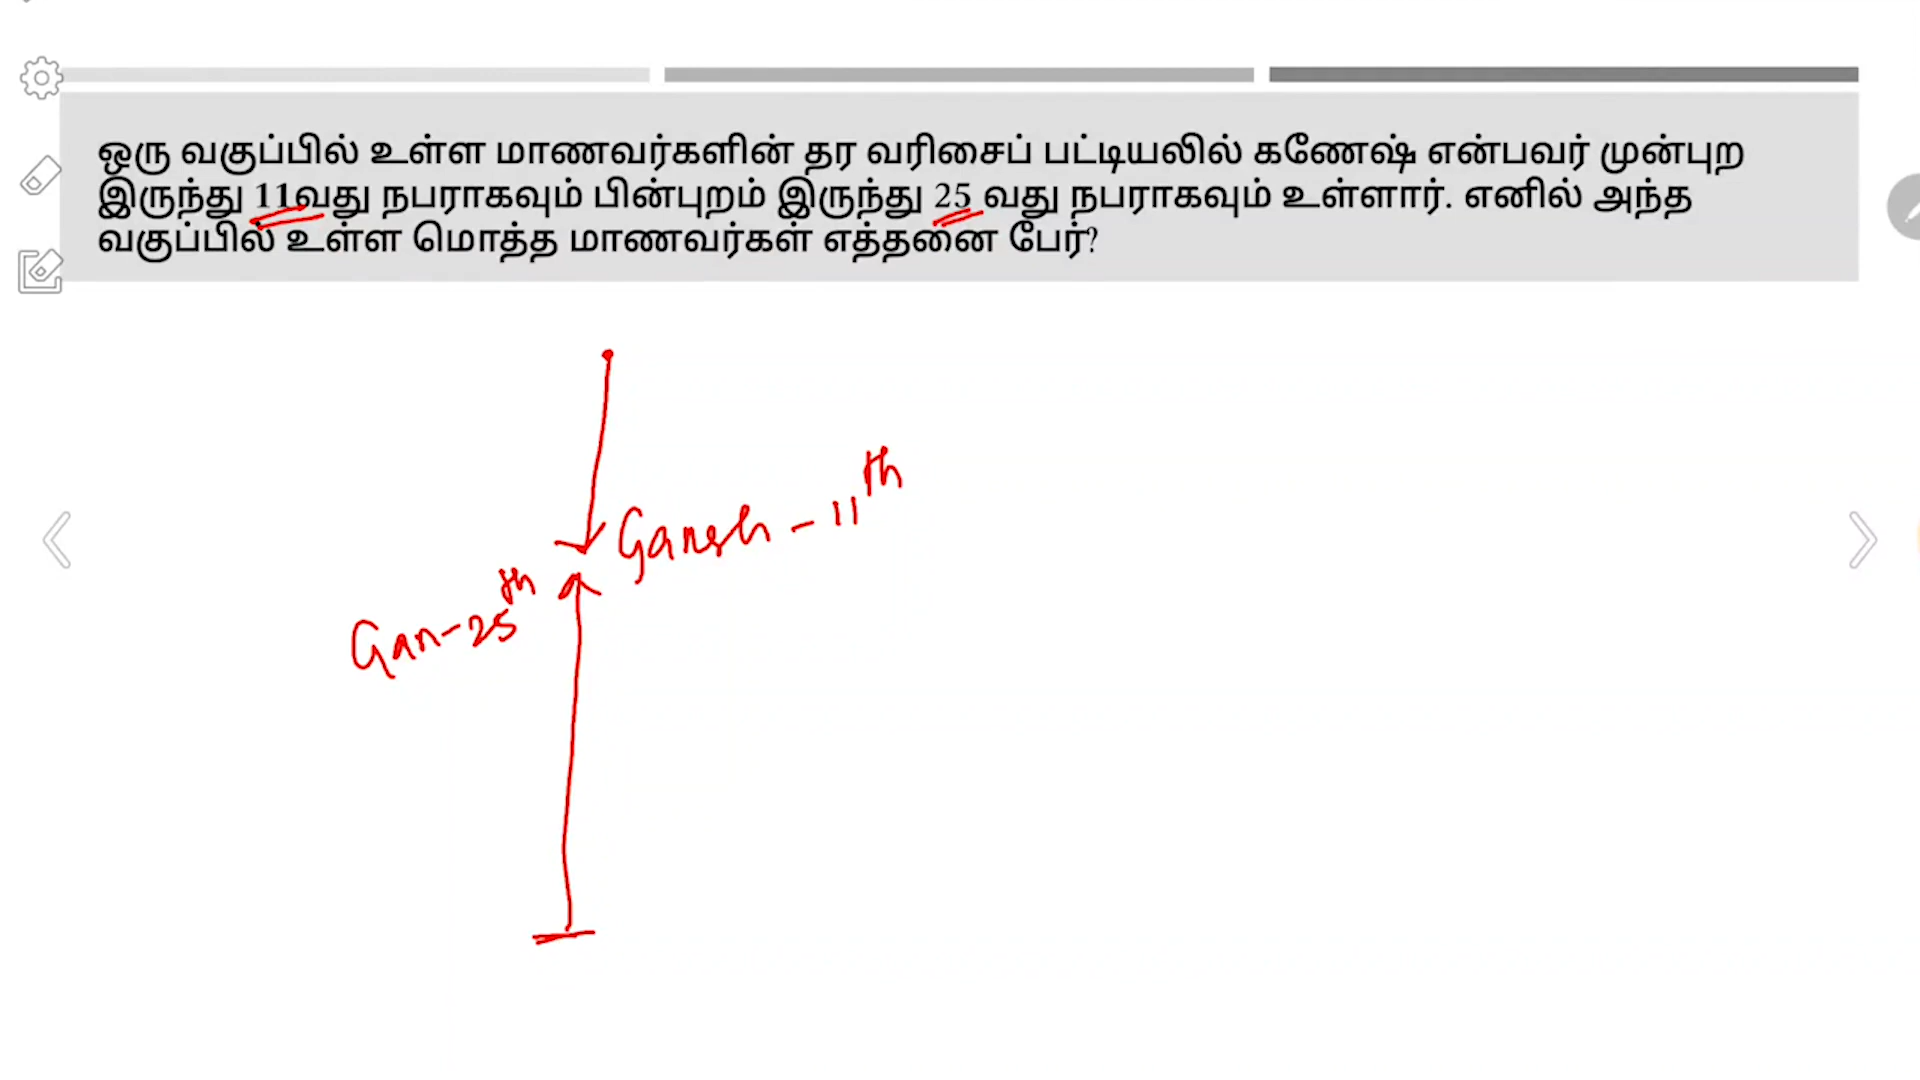 ஒரு வகுப்பில் உள்ள மாணவர்களின் தர வரிசைப் பட்டியலில் கணேஷ் என்பவர் முன்புற
இருந்து 11வது நபராகவும் பின்புறம் இருந்து 25 வது நபராகவும் உள்ளார். எனில் அந்த
வகுப்பில் உள்ள மொத்த மாணவர்கள் எத்தனை பேர்?
Ganesh - 11th
Gan - 25th